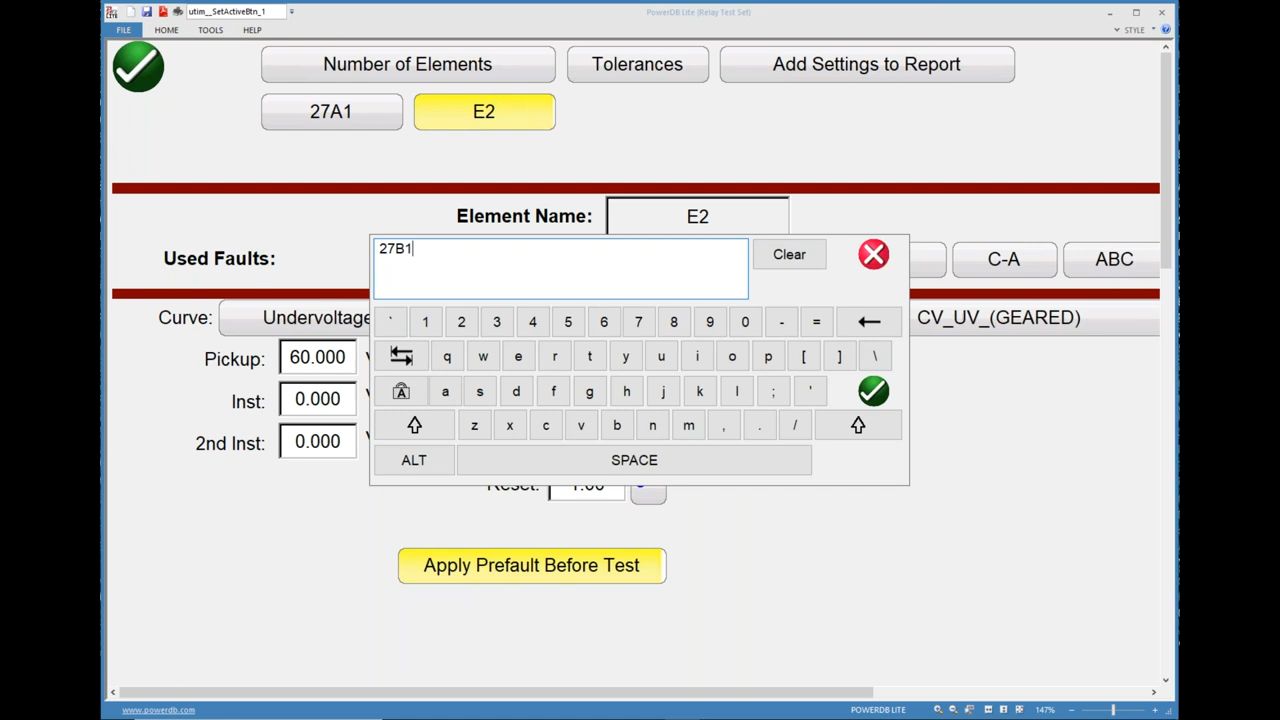 utim__SetActiveBtn_1
PowerDB Lite (Relay Test Set)
FILE HOME TOOLS HELP
STYLE
Number of Elements Tolerances Add Settings to Report
27A1 E2
Element Name: E2
Used Faults: C-A ABC
27B1
Clear
Curve: Undervoltage CV_UV_(GEARED)
Pickup: 60.000
Inst: 0.000
2nd Inst: 0.000
` 1 2 3 4 5 6 7 8 9 0 - =
q w e r t y u i o p [ ] \
A a s d f g h j k l ; '
z x c v b n m , . /
ALT SPACE
Reset: 1.00
Apply Prefault Before Test
www.powerdb.com
POWERDB LITE
147%